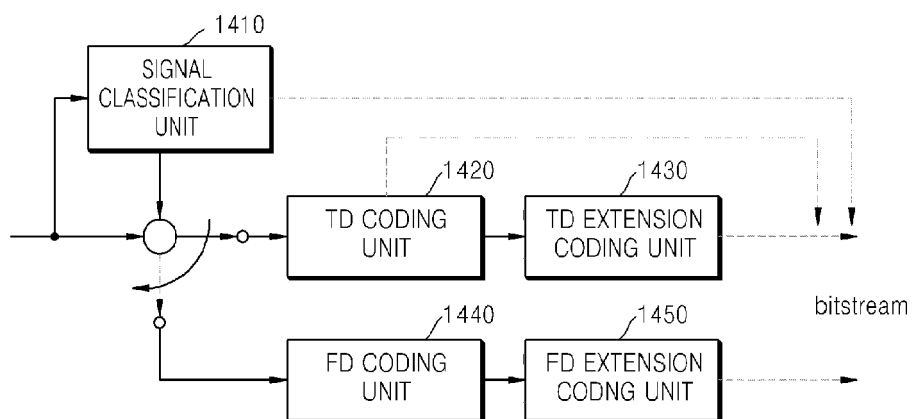 1410
SIGNAL
CLASSIFICATION
UNIT
1420
TD CODING
UNIT
1430
TD EXTENSION
CODING UNIT
bitstream
1440
FD CODING
UNIT
1450
FD EXTENSION
CODNG UNIT